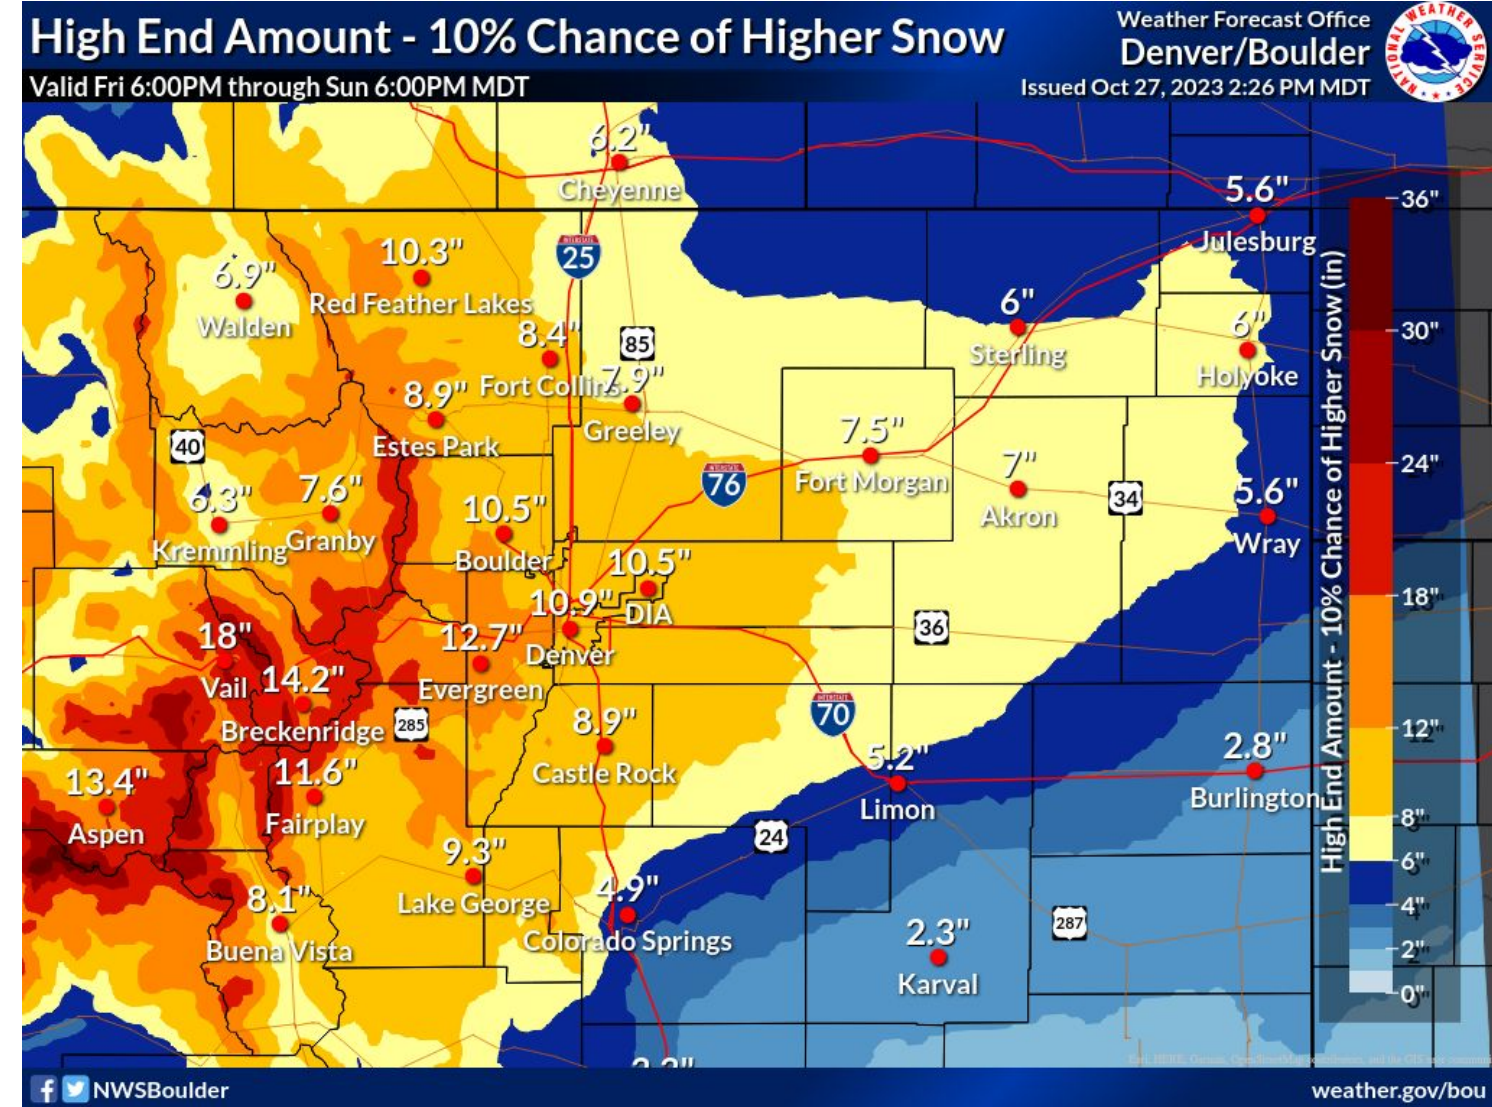 High End Amount - 10% Chance of Higher Snow
Valid Fri 6:00PM through Sun 6:00PM MDT
Weather Forecast Office
Denver/Boulder
Issued Oct 27, 2023 2:26 PM MDT
NATIONAL WEATHER SERVICE
6.2"
Cheyenne
5.6"
Julesburg
10.3"
Red Feather Lakes
INTERSTATE
25
6.9"
Walden
8.4"
Fort Collins
85
6"
Sterling
6"
Holyoke
8.9"
Estes Park
7.9"
Greeley
40
7.5"
Fort Morgan
INTERSTATE
76
7"
Akron
34
5.6"
Wray
6.3"
Kremmling
7.6"
Granby
10.5"
Boulder
10.5"
DIA
10.9"
Denver
36
18"
Vail
14.2"
Breckenridge
12.7"
Evergreen
285
INTERSTATE
70
8.9"
Castle Rock
5.2"
Limon
2.8"
Burlington
13.4"
Aspen
11.6"
Fairplay
24
9.3"
Lake George
8.1"
Buena Vista
4.9"
Colorado Springs
2.3"
Karval
287
High End Amount - 10% Chance of Higher Snow (in)
36"
30"
24"
18"
12"
8"
6"
4"
2"
0"
NWSBoulder
weather.gov/bou